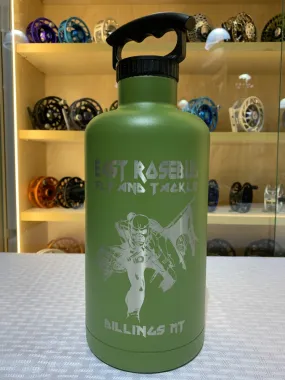 EAST ROSEBUD
FLY AND TACKLE
BILLINGS MT